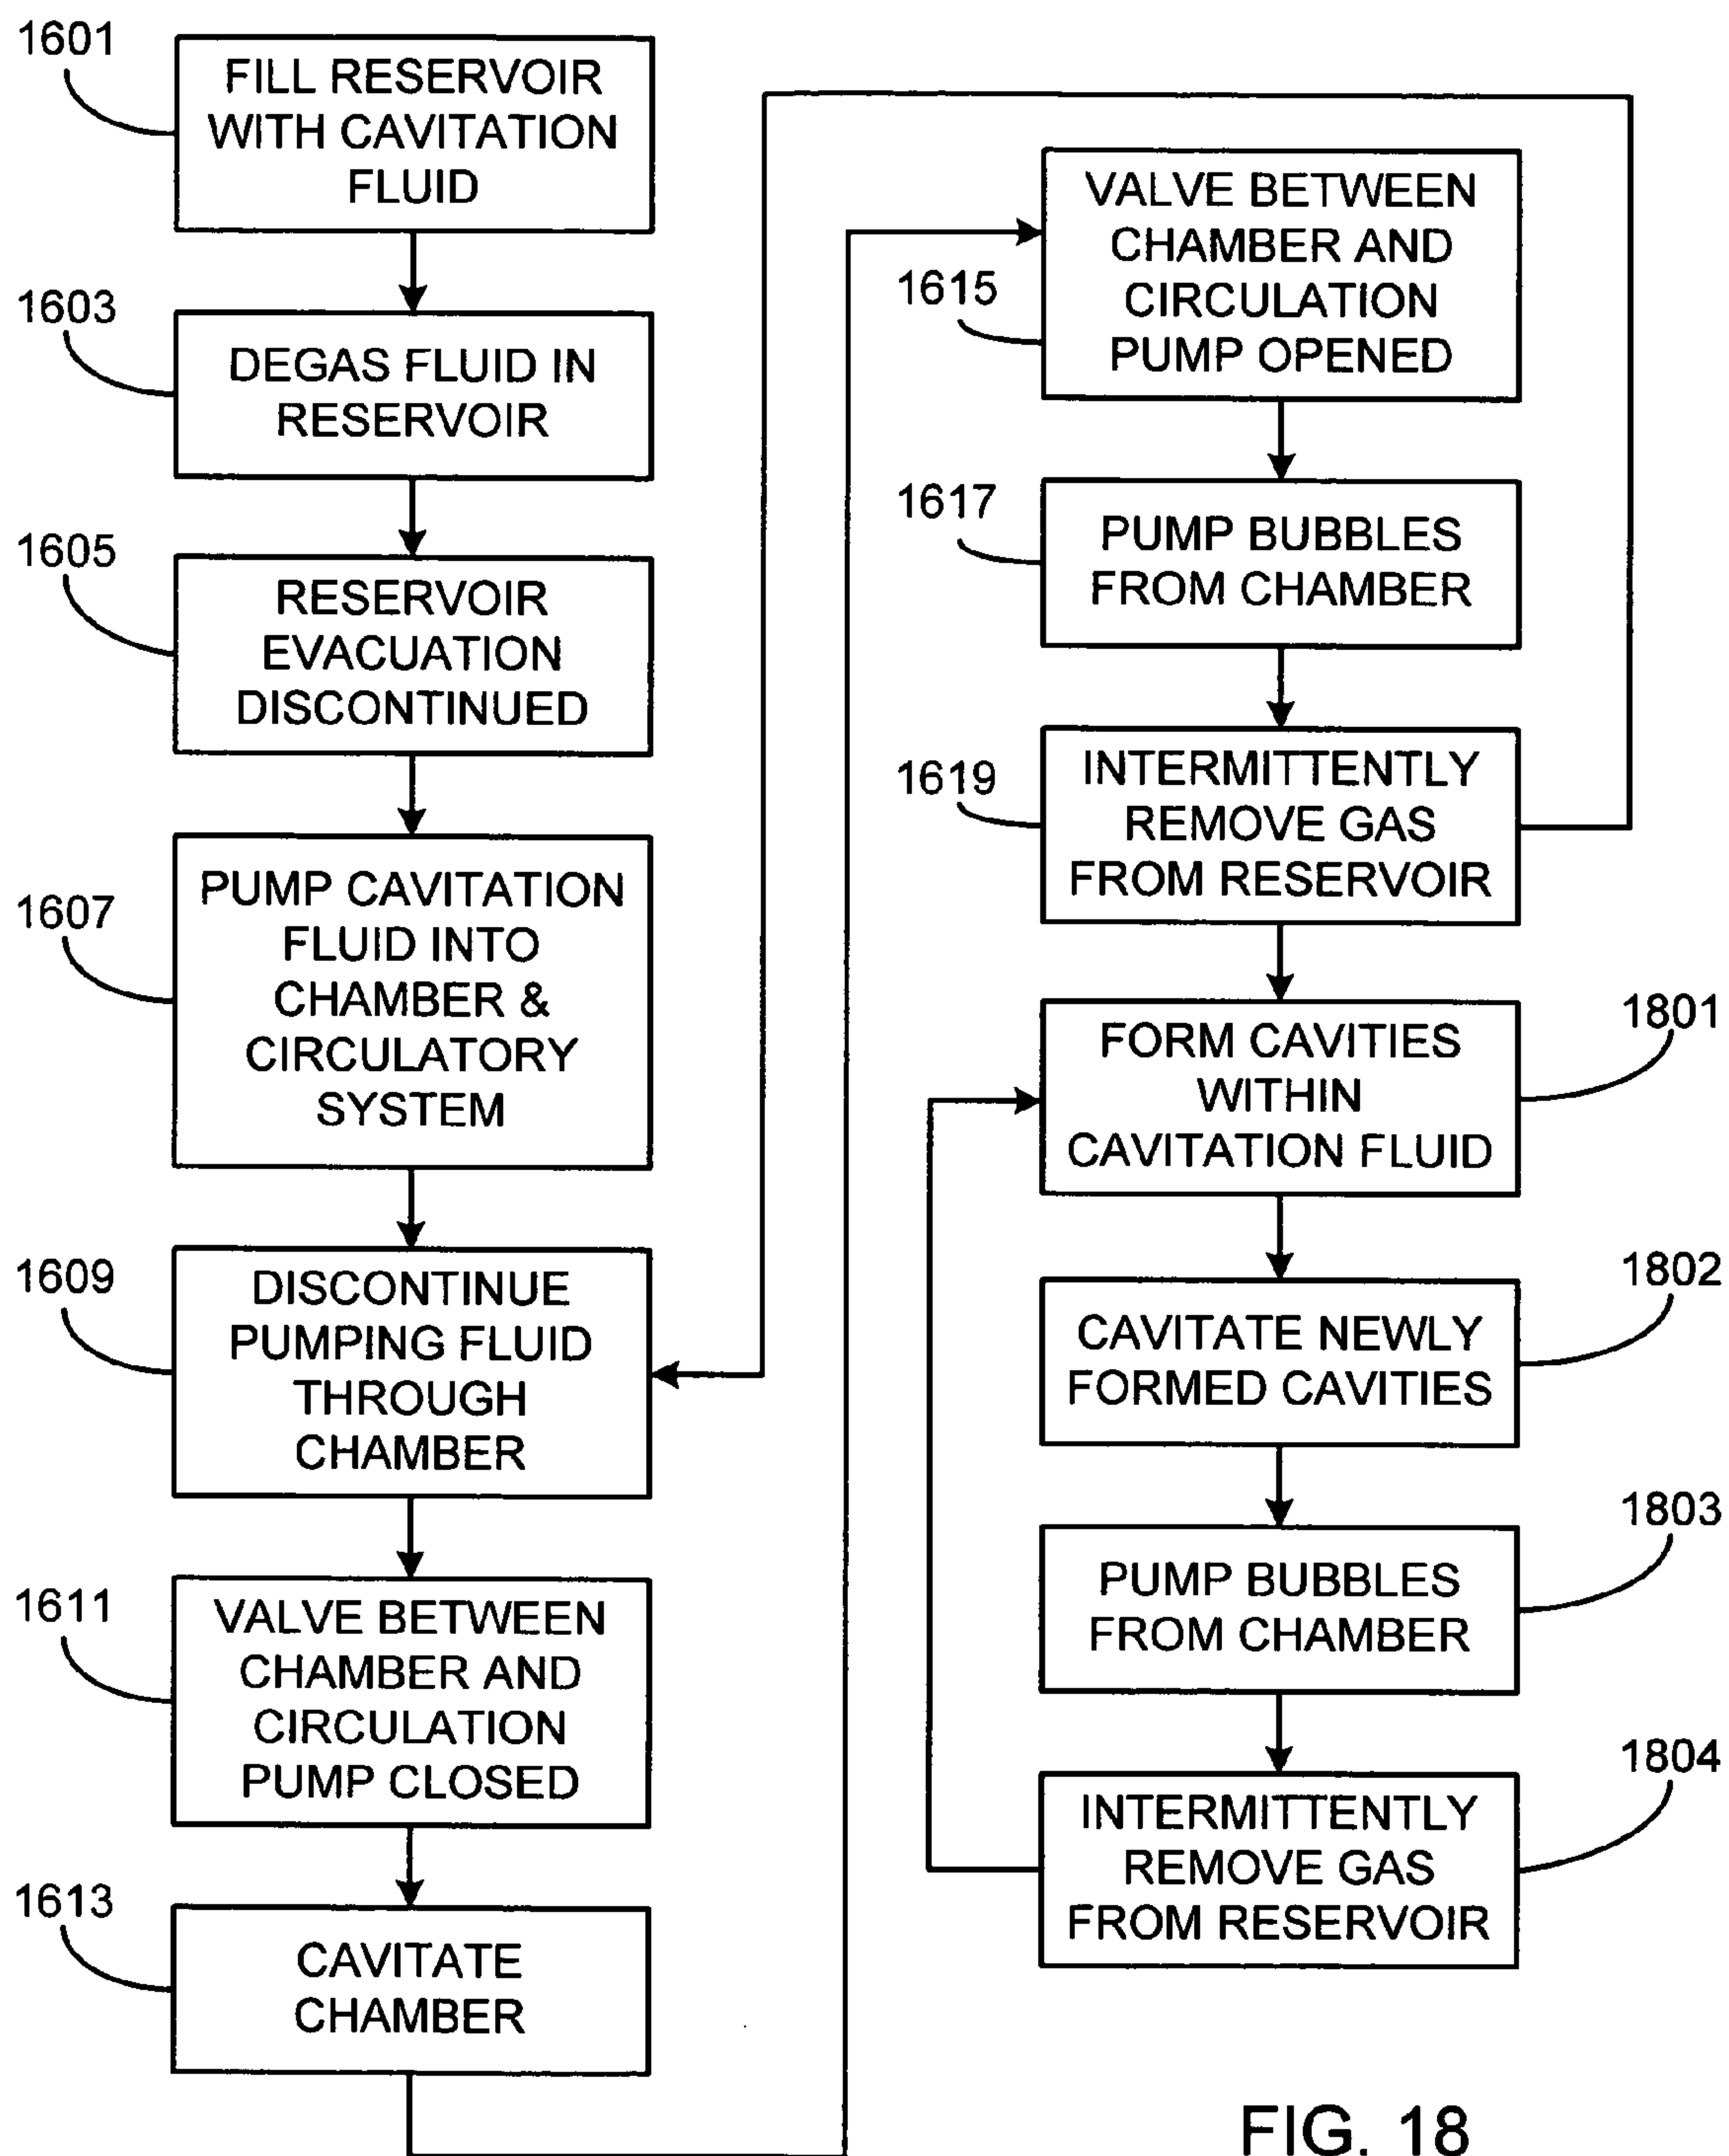 1601
FILL RESERVOIR
WITH CAVITATION
FLUID
1603
DEGAS FLUID IN
RESERVOIR
1605
RESERVOIR
EVACUATION
DISCONTINUED
1607
PUMP CAVITATION
FLUID INTO
CHAMBER &
CIRCULATORY
SYSTEM
1609
DISCONTINUE
PUMPING FLUID
THROUGH
CHAMBER
1611
VALVE BETWEEN
CHAMBER AND
CIRCULATION
PUMP CLOSED
1613
CAVITATE
CHAMBER
1615
VALVE BETWEEN
CHAMBER AND
CIRCULATION
PUMP OPENED
1617
PUMP BUBBLES
FROM CHAMBER
1619
INTERMITTENTLY
REMOVE GAS
FROM RESERVOIR
1801
FORM CAVITIES
WITHIN
CAVITATION FLUID
1802
CAVITATE NEWLY
FORMED CAVITIES
1803
PUMP BUBBLES
FROM CHAMBER
1804
INTERMITTENTLY
REMOVE GAS
FROM RESERVOIR
FIG. 18